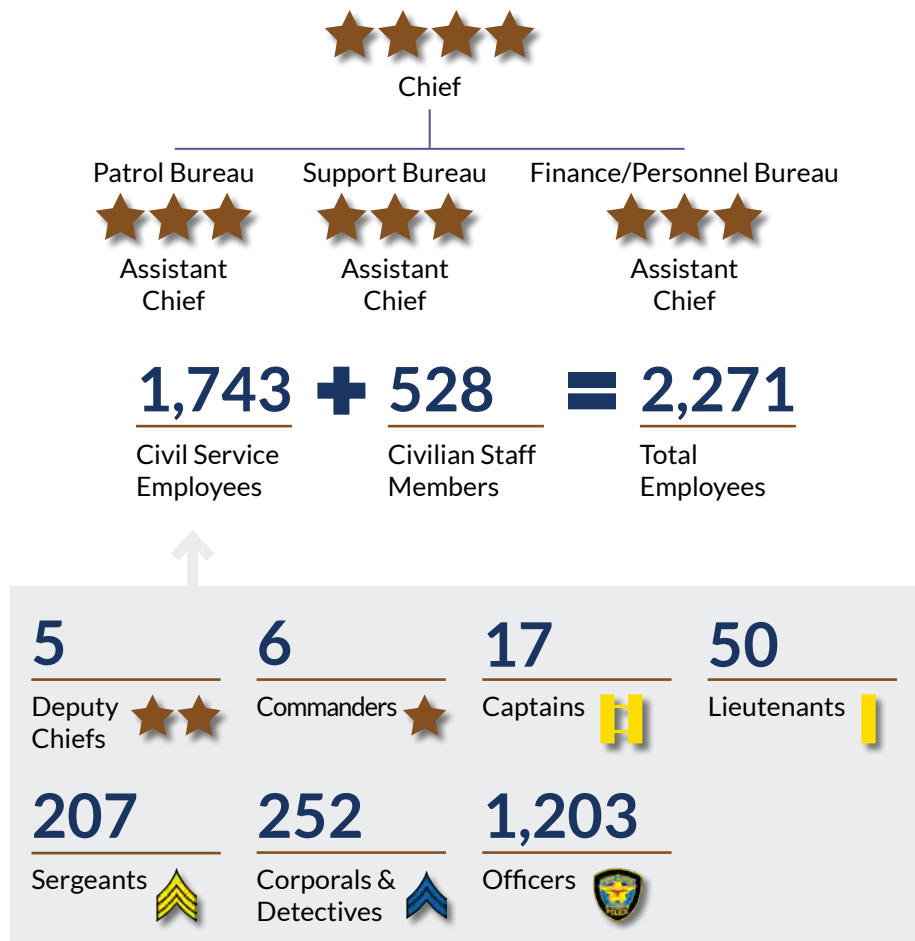 Chief
Patrol Bureau
Support Bureau
Finance/Personnel Bureau
Assistant
Chief
Assistant
Chief
Assistant
Chief
1,743 + 528 = 2,271
Civil Service
Employees
Civilian Staff
Members
Total
Employees
5
Deputy
Chiefs
6
Commanders
17
Captains
50
Lieutenants
207
Sergeants
252
Corporals &
Detectives
1,203
Officers
POLICE